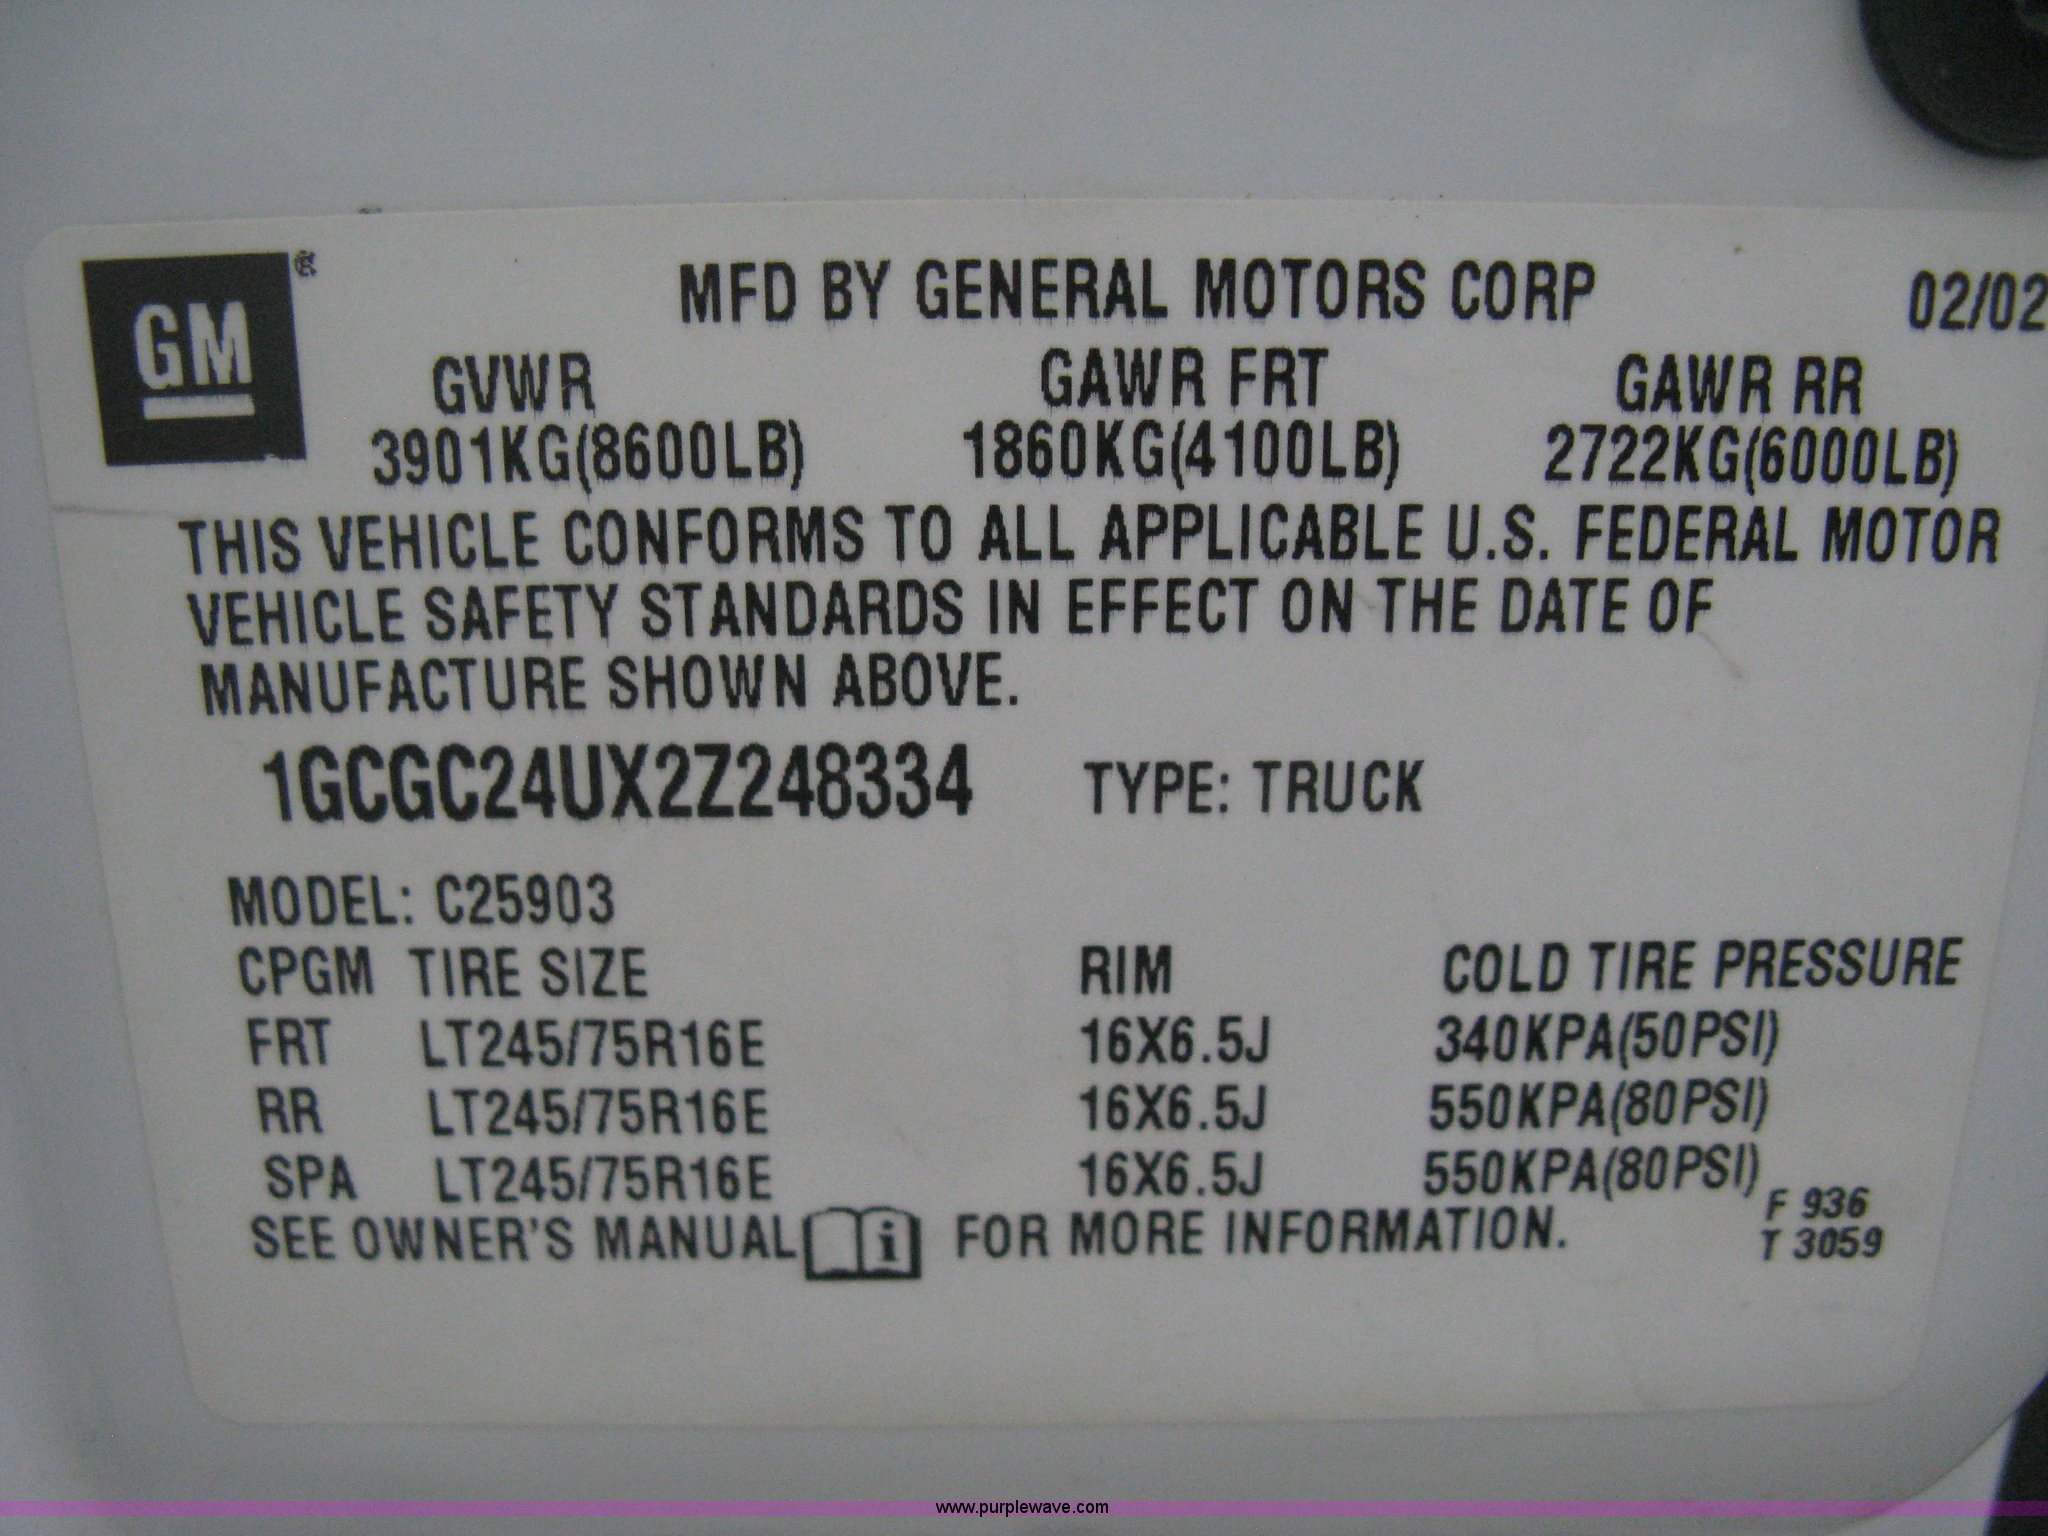 GM ®
MFD BY GENERAL MOTORS CORP 02/02
GVWR GAWR FRT GAWR RR
3901KG(8600LB) 1860KG(4100LB) 2722KG(6000LB)
THIS VEHICLE CONFORMS TO ALL APPLICABLE U.S. FEDERAL MOTOR
VEHICLE SAFETY STANDARDS IN EFFECT ON THE DATE OF
MANUFACTURE SHOWN ABOVE.
1GCGC24UX2Z248334 TYPE: TRUCK
MODEL: C25903
CPGM TIRE SIZE RIM COLD TIRE PRESSURE
FRT LT245/75R16E 16X6.5J 340KPA(50PSI)
RR LT245/75R16E 16X6.5J 550KPA(80PSI)
SPA LT245/75R16E 16X6.5J 550KPA(80PSI)
SEE OWNER'S MANUAL i FOR MORE INFORMATION.
F 936
T 3059
www.purplewave.com